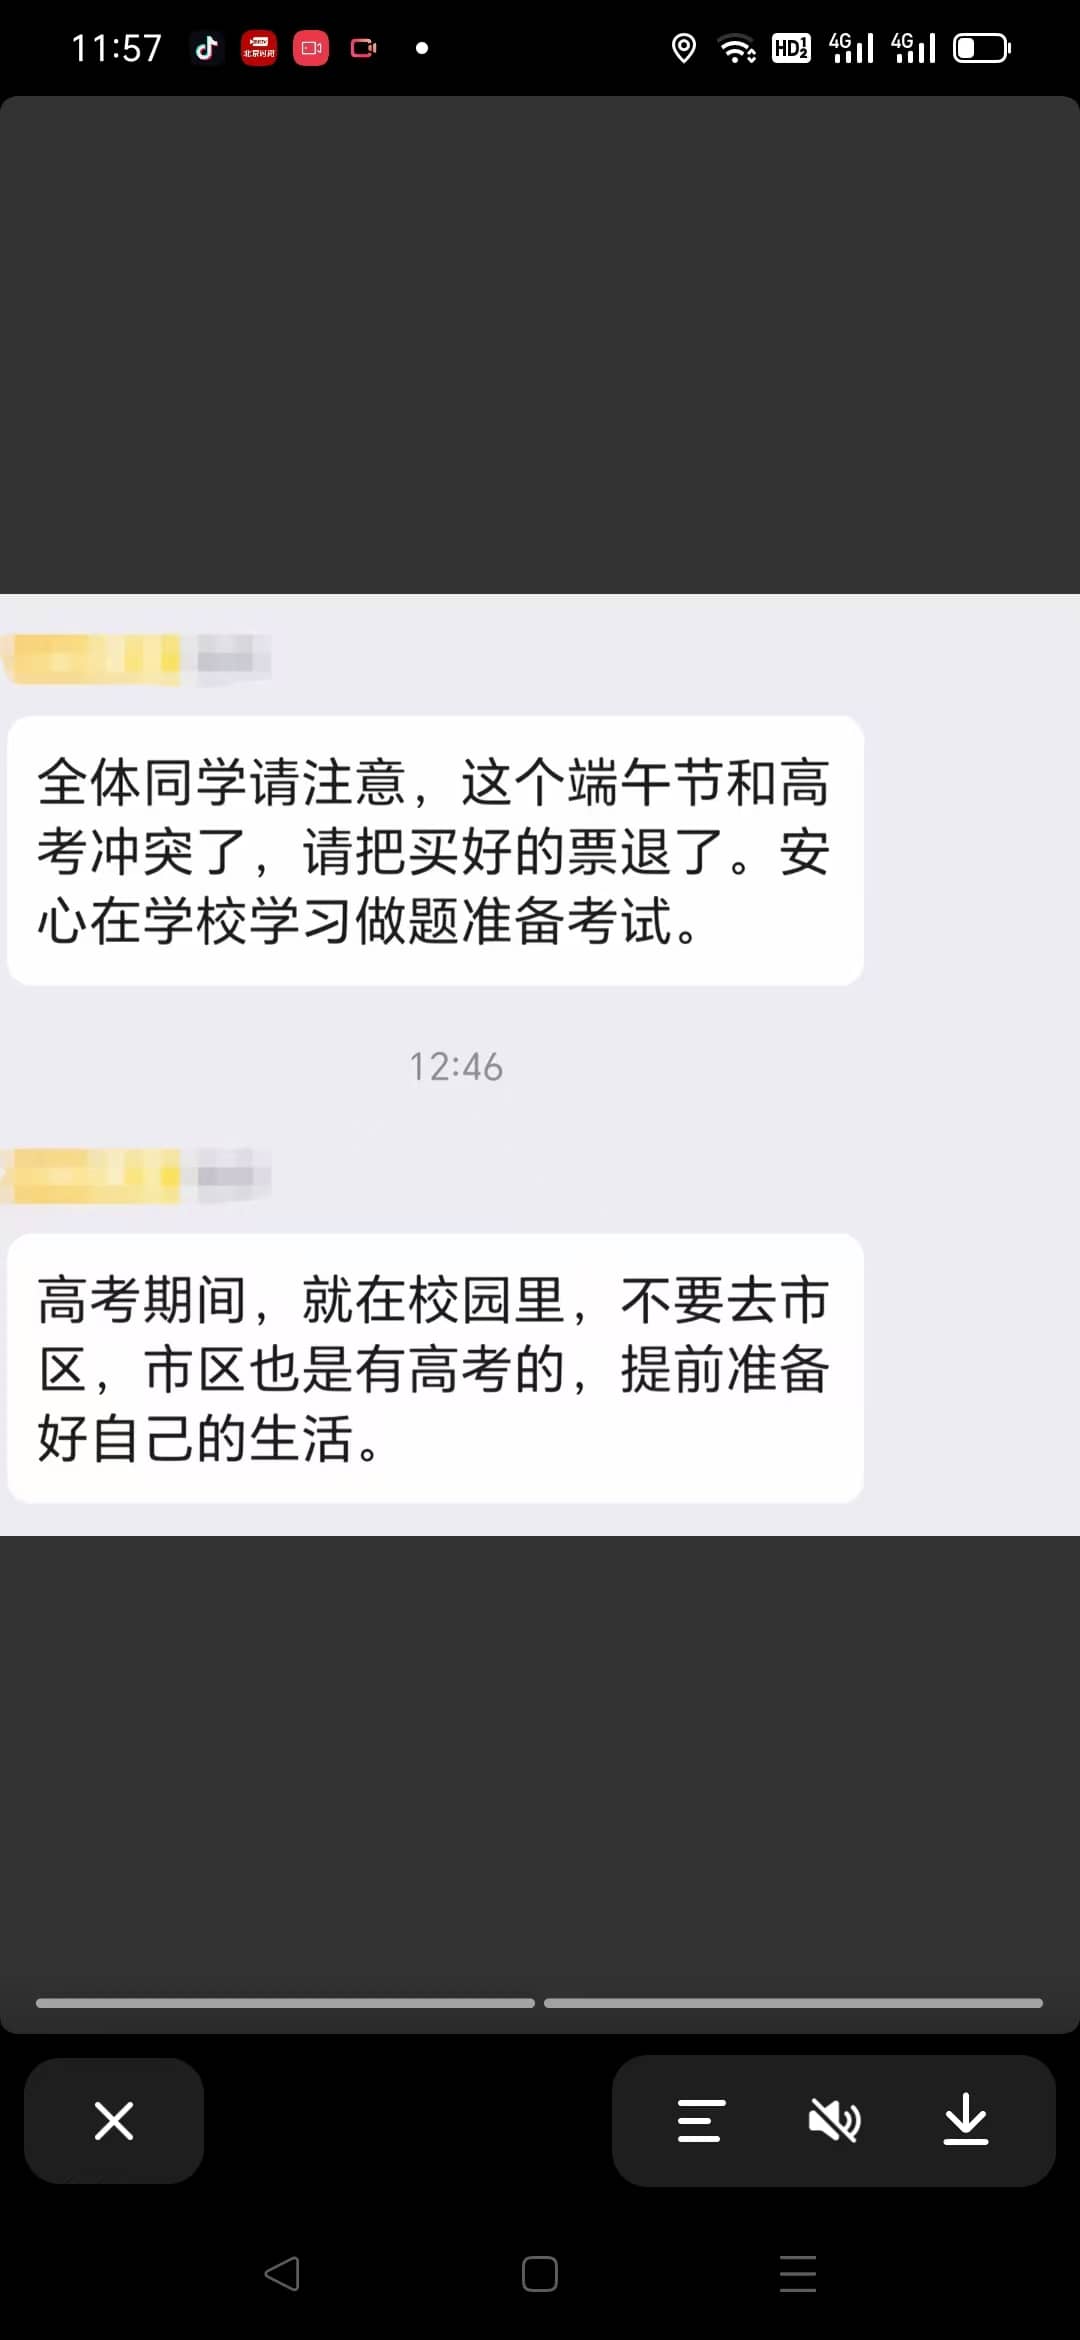 11:57
北京时间
HD
4G
4G
全体同学请注意，这个端午节和高
考冲突了，请把买好的票退了。安
心在学校学习做题准备考试。
12:46
高考期间，就在校园里，不要去市
区，市区也是有高考的，提前准备
好自己的生活。